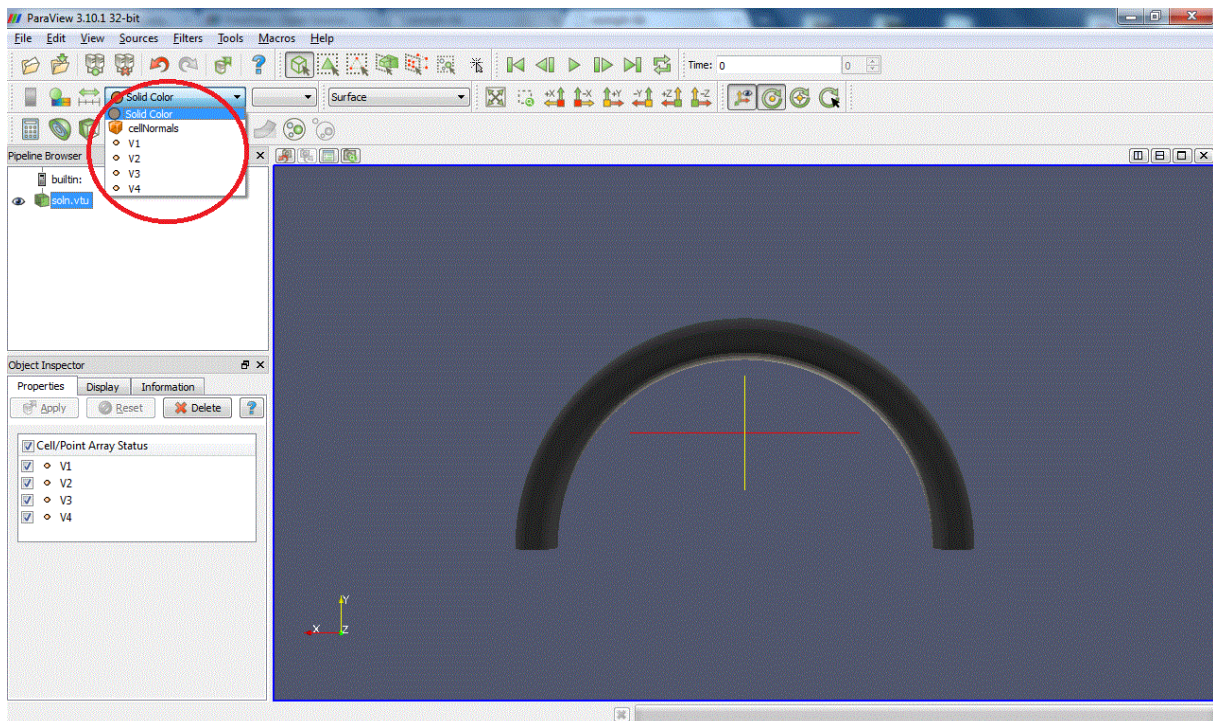 ParaView 3.10.1 32-bit
File Edit View Sources Filters Tools Macros Help
Time: 0 0
Solid Color Surface
Solid Color
cellNormals
V1
V2
V3
V4
+X -X +Y -Y +Z -Z
Pipeline Browser
builtin:
soln.vtu
Object Inspector
Properties Display Information
Apply Reset Delete ?
Cell/Point Array Status
V1
V2
V3
V4
Y
X Z